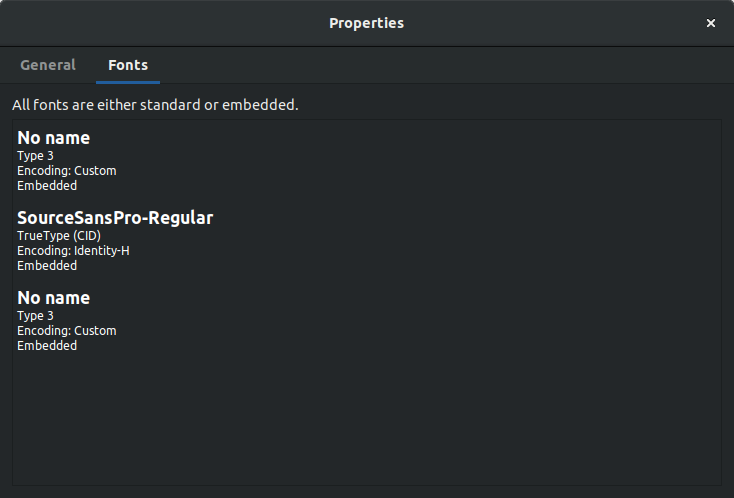 Properties
General Fonts
All fonts are either standard or embedded.
No name
Type 3
Encoding: Custom
Embedded
SourceSansPro-Regular
TrueType (CID)
Encoding: Identity-H
Embedded
No name
Type 3
Encoding: Custom
Embedded